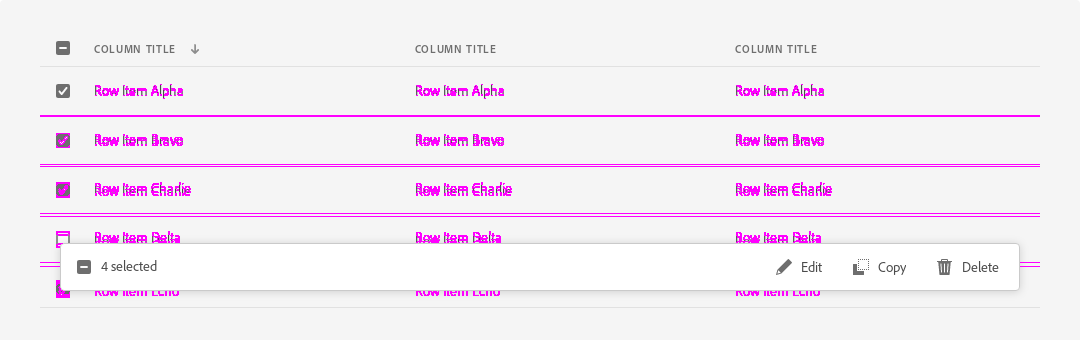 COLUMN TITLE COLUMN TITLE COLUMN TITLE
Row Item Alpha Row Item Alpha Row Item Alpha
Row Item Bravo Row Item Bravo Row Item Bravo
Row Item Charlie Row Item Charlie Row Item Charlie
Row Item Delta Row Item Delta Row Item Delta
4 selected Edit Copy Delete
Row Item Echo Row Item Echo Row Item Echo